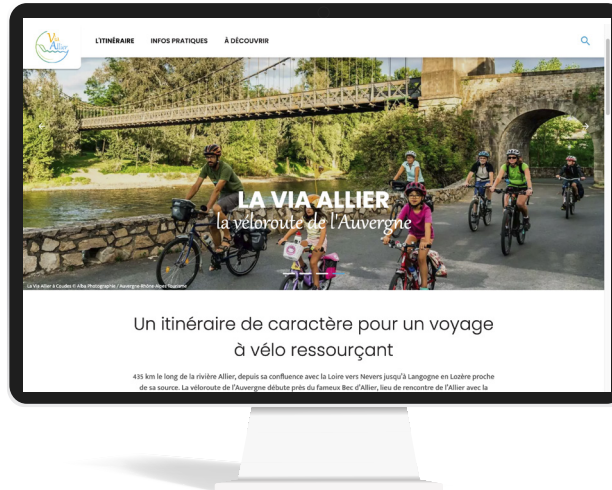 Via
Allier
L'ITINÉRAIRE INFOS PRATIQUES À DÉCOUVRIR
LA VIA ALLIER
la véloroute de l'Auvergne
La Via Allier à Coudes © Alba Photographie / Auvergne-Rhône-Alpes Tourisme
Un itinéraire de caractère pour un voyage
à vélo ressourçant
435 km le long de la rivière Allier, depuis sa confluence avec la Loire vers Nevers jusqu'à Langogne en Lozère proche
de sa source. La véloroute de l'Auvergne débute près du fameux Bec d'Allier, lieu de rencontre de l'Allier avec la